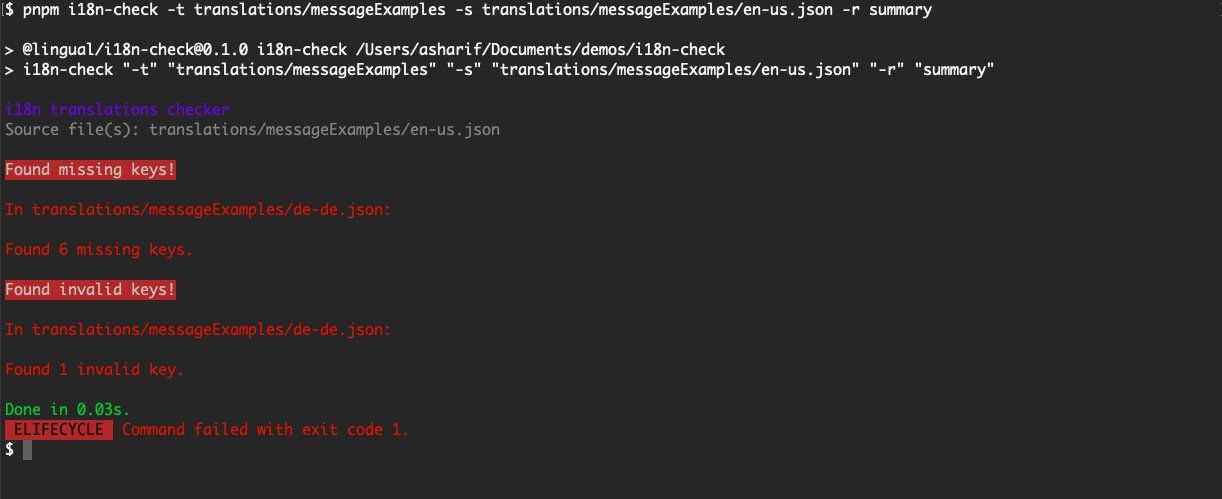 $ pnpm i18n-check -t translations/messageExamples -s translations/messageExamples/en-us.json -r summary
> @lingual/i18n-check@0.1.0 i18n-check /Users/asharif/Documents/demos/i18n-check
> i18n-check "-t" "translations/messageExamples" "-s" "translations/messageExamples/en-us.json" "-r" "summary"
i18n translations checker
Source file(s): translations/messageExamples/en-us.json
Found missing keys!
In translations/messageExamples/de-de.json:
Found 6 missing keys.
Found invalid keys!
In translations/messageExamples/de-de.json:
Found 1 invalid key.
Done in 0.03s.
ELIFECYCLE Command failed with exit code 1.
$